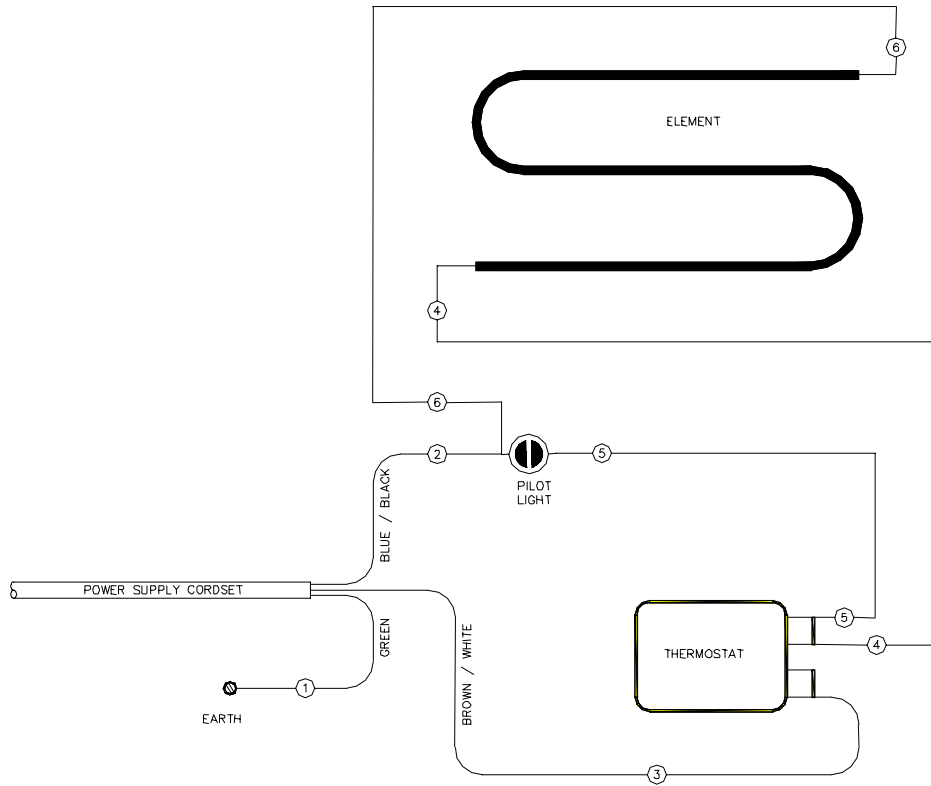 6
ELEMENT
4
6
2
5
PILOT
LIGHT
BLUE / BLACK
POWER SUPPLY CORDSET
5
GREEN
BROWN / WHITE
THERMOSTAT
4
1
EARTH
3